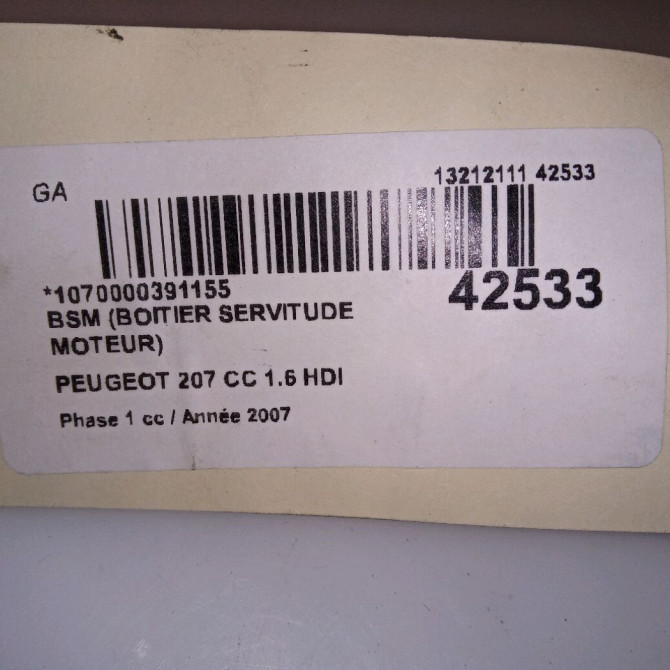 GA
13212111 42533
*1070000391155
42533
BSM (BOITIER SERVITUDE
MOTEUR)
PEUGEOT 207 CC 1.6 HDI
Phase 1 cc / Année 2007